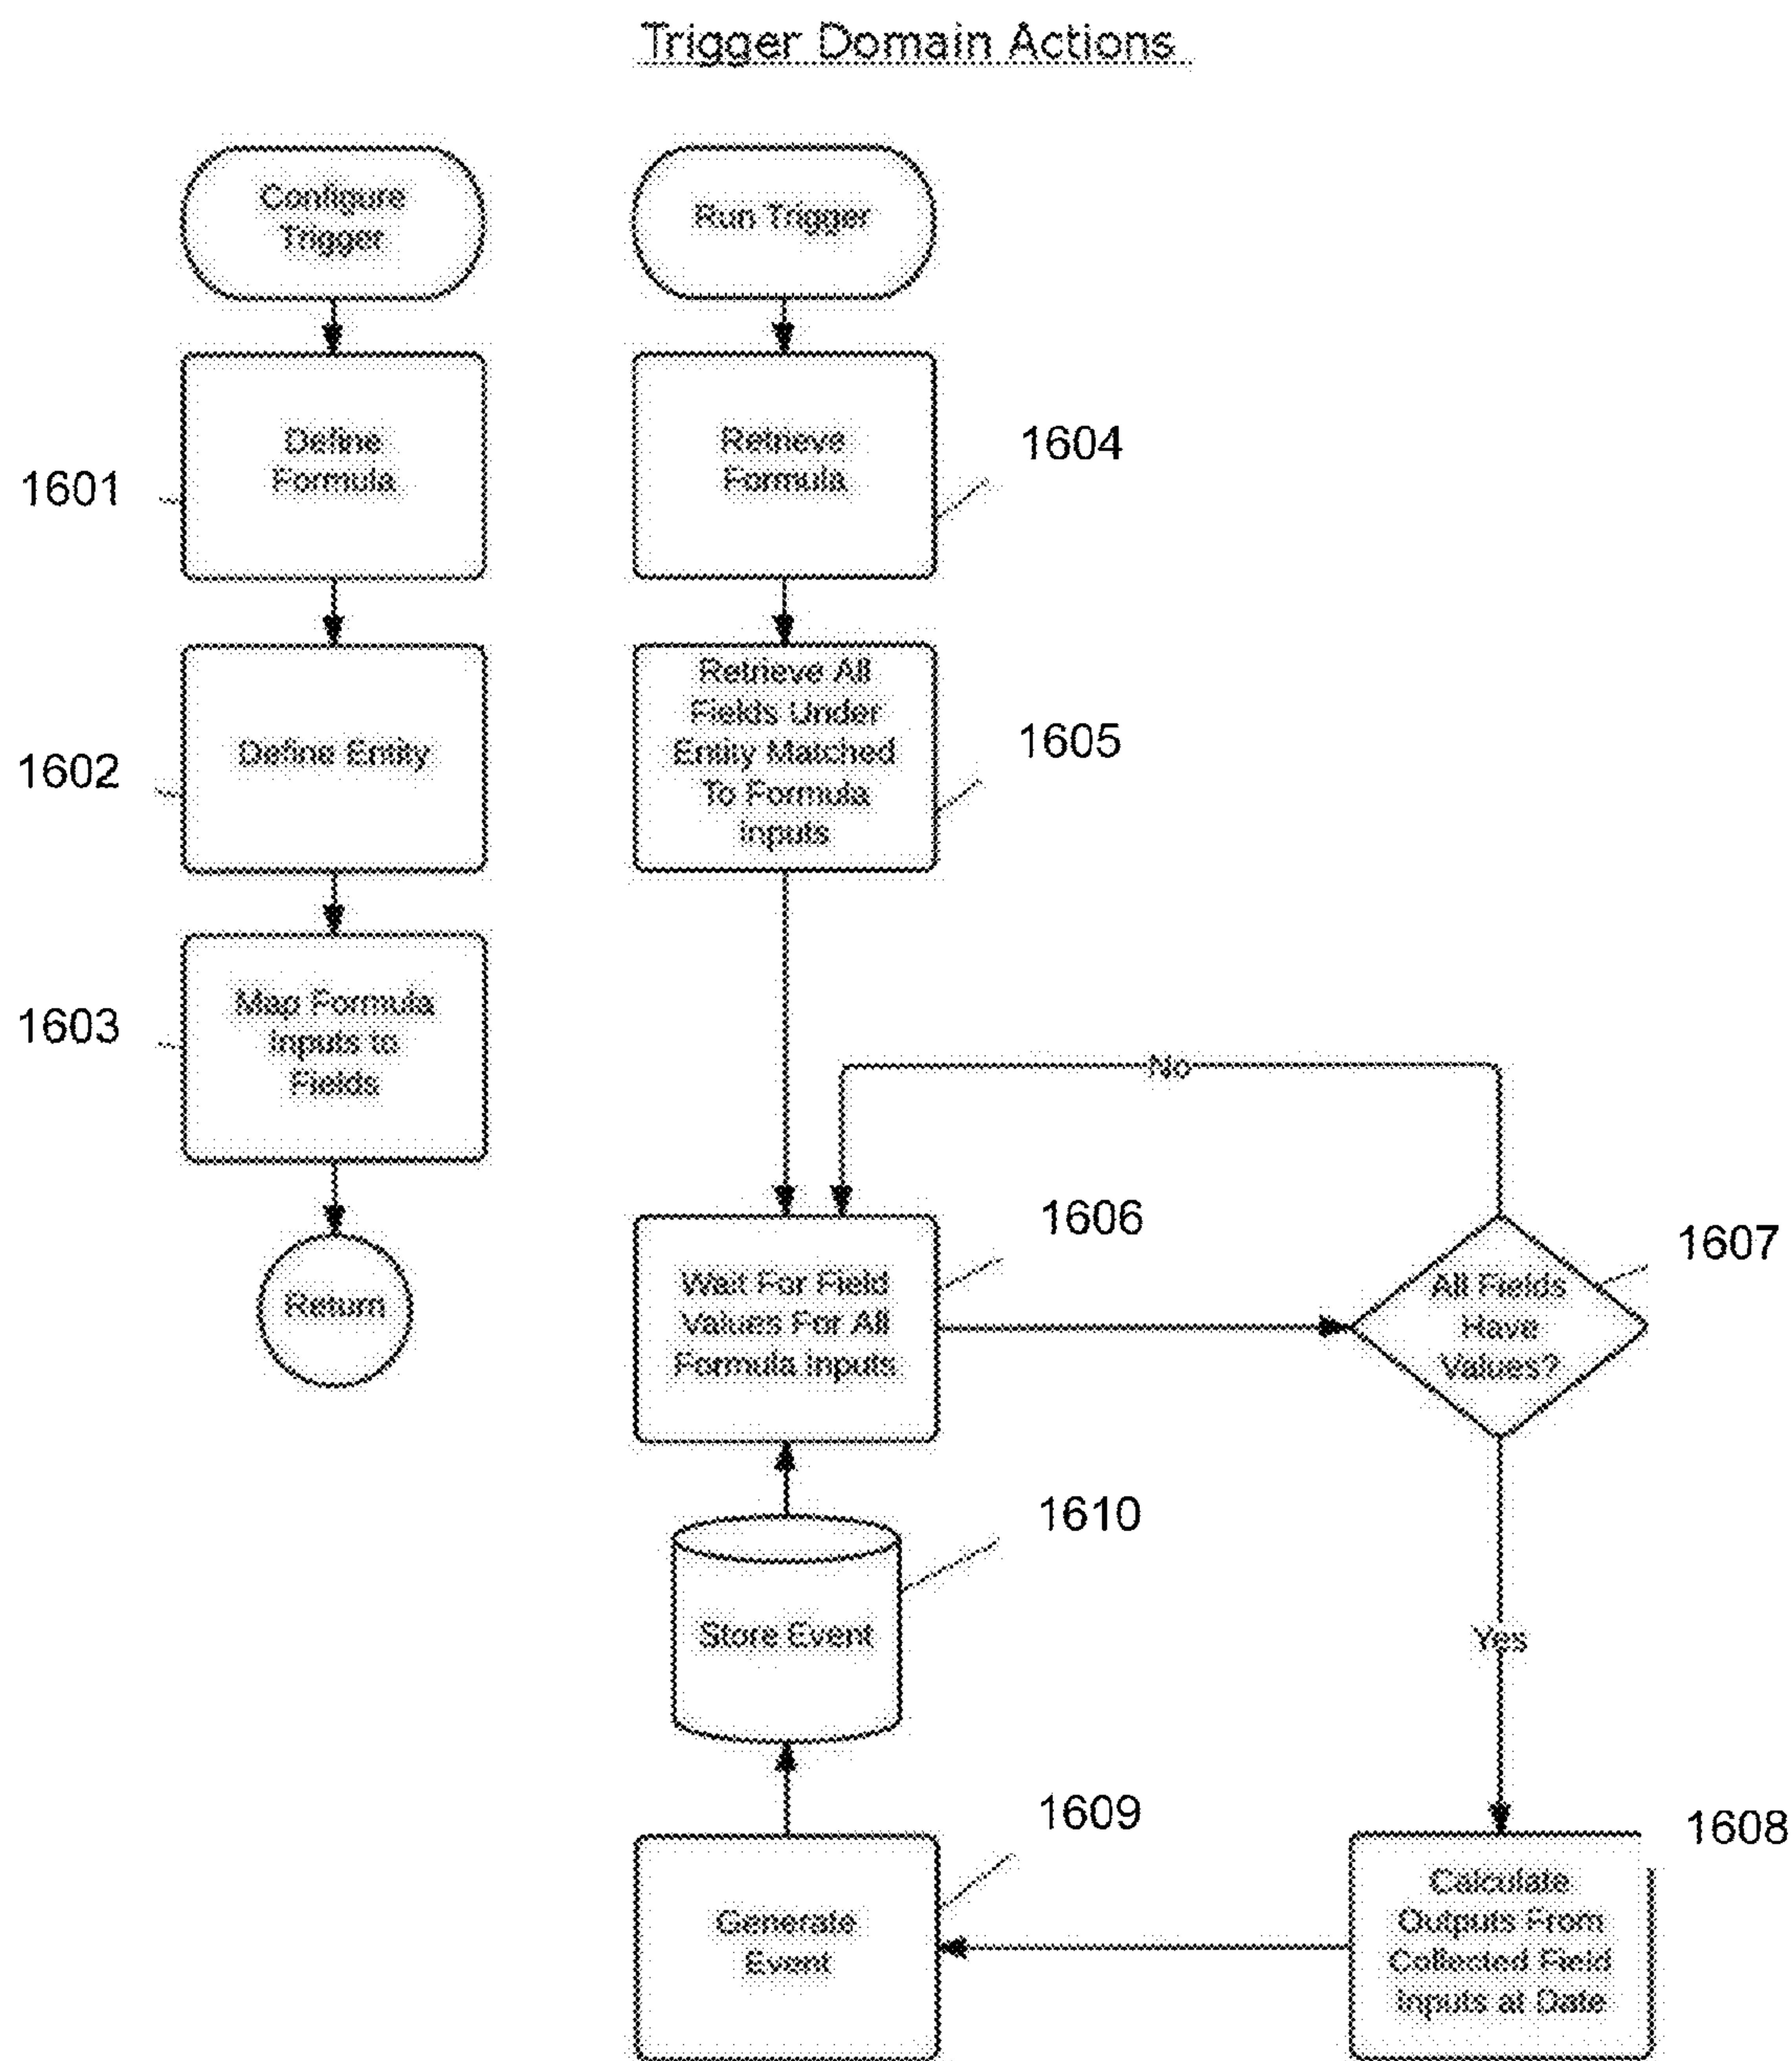 Trigger Domain Actions
Configure
Trigger
Define
Formula
1601
Define Entity
1602
Map Formula
Inputs to
Fields
1603
Return
Run Trigger
Retrieve
Formula
1604
Retrieve All
Fields Under
Entity Matched
To Formula
Inputs
1605
No
Wait For Field
Values For All
Formula Inputs
1606
All Fields
Have
Values?
1607
Yes
Store Event
1610
Generate
Event
1609
Calculate
Outputs From
Collected Field
Inputs at Date
1608